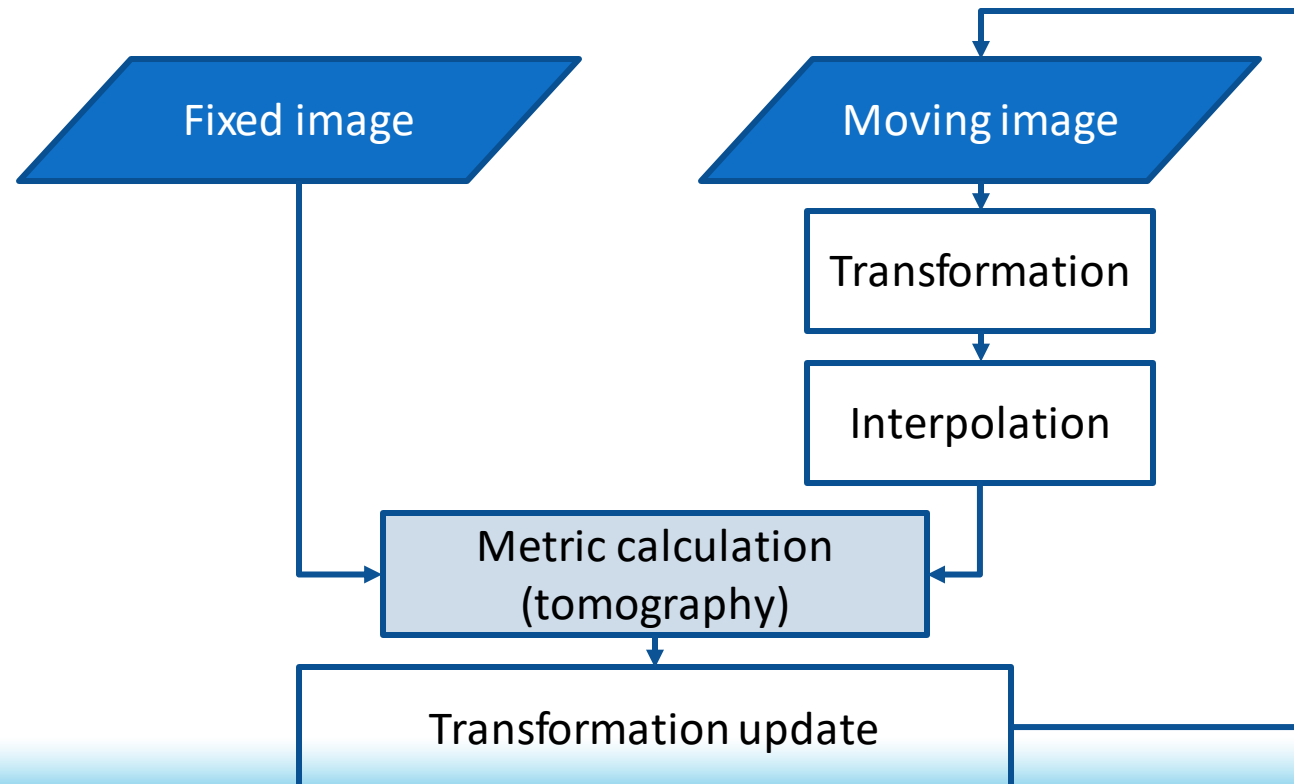 Fixed image
Moving image
Transformation
Interpolation
Metric calculation
(tomography)
Transformation update